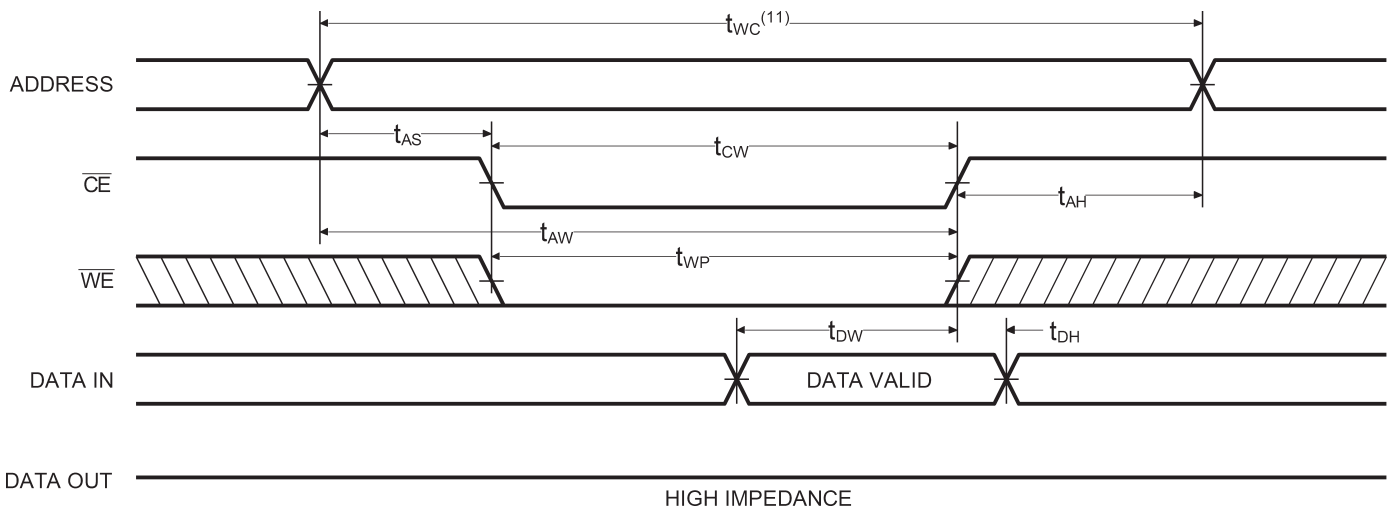 tWC(11)
ADDRESS
tAS
tCW
CE
tAH
tAW
WE
tWP
tDW
tDH
DATA IN
DATA VALID
DATA OUT
HIGH IMPEDANCE